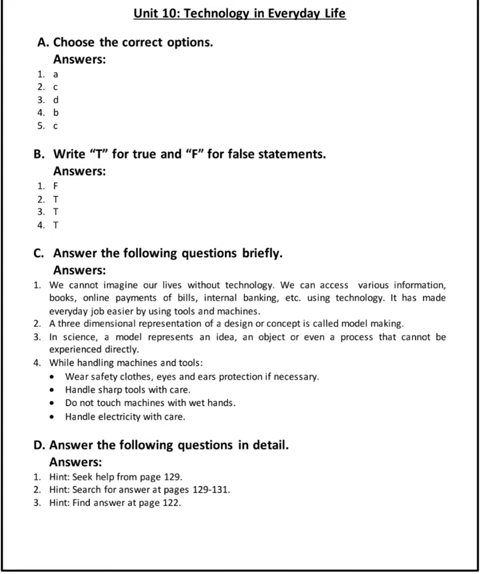 Unit 10: Technology in Everyday Life
A. Choose the correct options.
Answers:
1. a
2. c
3. d
4. b
5. c
B. Write “T” for true and “F” for false statements.
Answers:
1. F
2. T
3. T
4. T
C. Answer the following questions briefly.
Answers:
1. We cannot imagine our lives without technology. We can access various information,
books, online payments of bills, internal banking, etc. using technology. It has made
everyday job easier by using tools and machines.
2. A three dimensional representation of a design or concept is called model making.
3. In science, a model represents an idea, an object or even a process that cannot be
experienced directly.
4. While handling machines and tools:
• Wear safety clothes, eyes and ears protection if necessary.
• Handle sharp tools with care.
• Do not touch machines with wet hands.
• Handle electricity with care.
D. Answer the following questions in detail.
Answers:
1. Hint: Seek help from page 129.
2. Hint: Search for answer at pages 129-131.
3. Hint: Find answer at page 122.